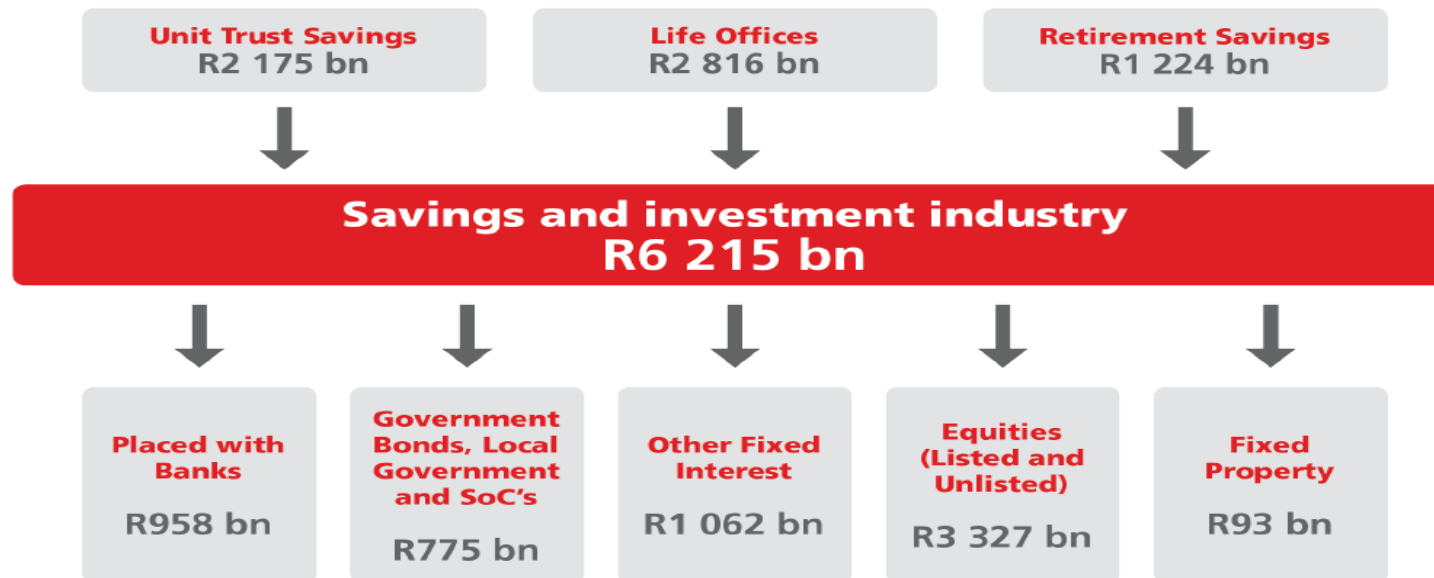 Unit Trust Savings
R2 175 bn
Life Offices
R2 816 bn
Retirement Savings
R1 224 bn
Savings and investment industry
R6 215 bn
Placed with
Banks
R958 bn
Government
Bonds, Local
Government
and SoC's
R775 bn
Other Fixed
Interest
R1 062 bn
Equities
(Listed and
Unlisted)
R3 327 bn
Fixed
Property
R93 bn